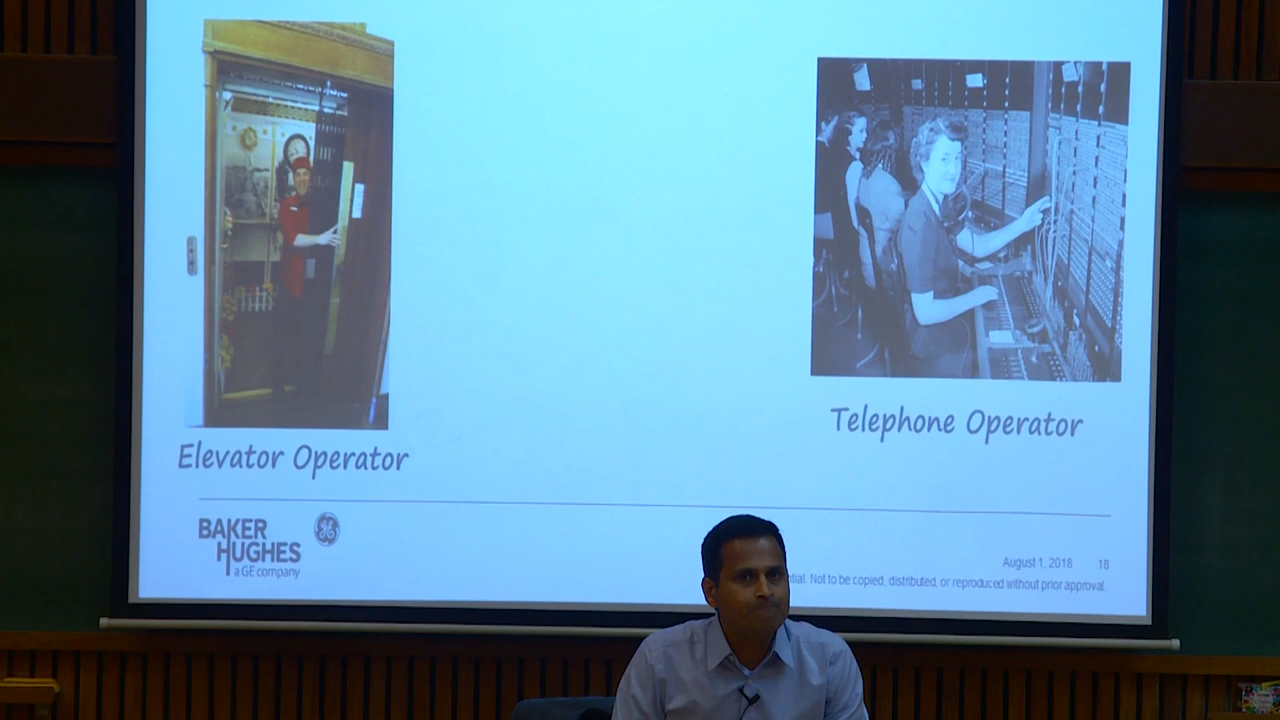 Elevator Operator
Telephone Operator
BAKER
HUGHES
a GE company
August 1, 2018 18
Not to be copied, distributed, or reproduced without prior approval.